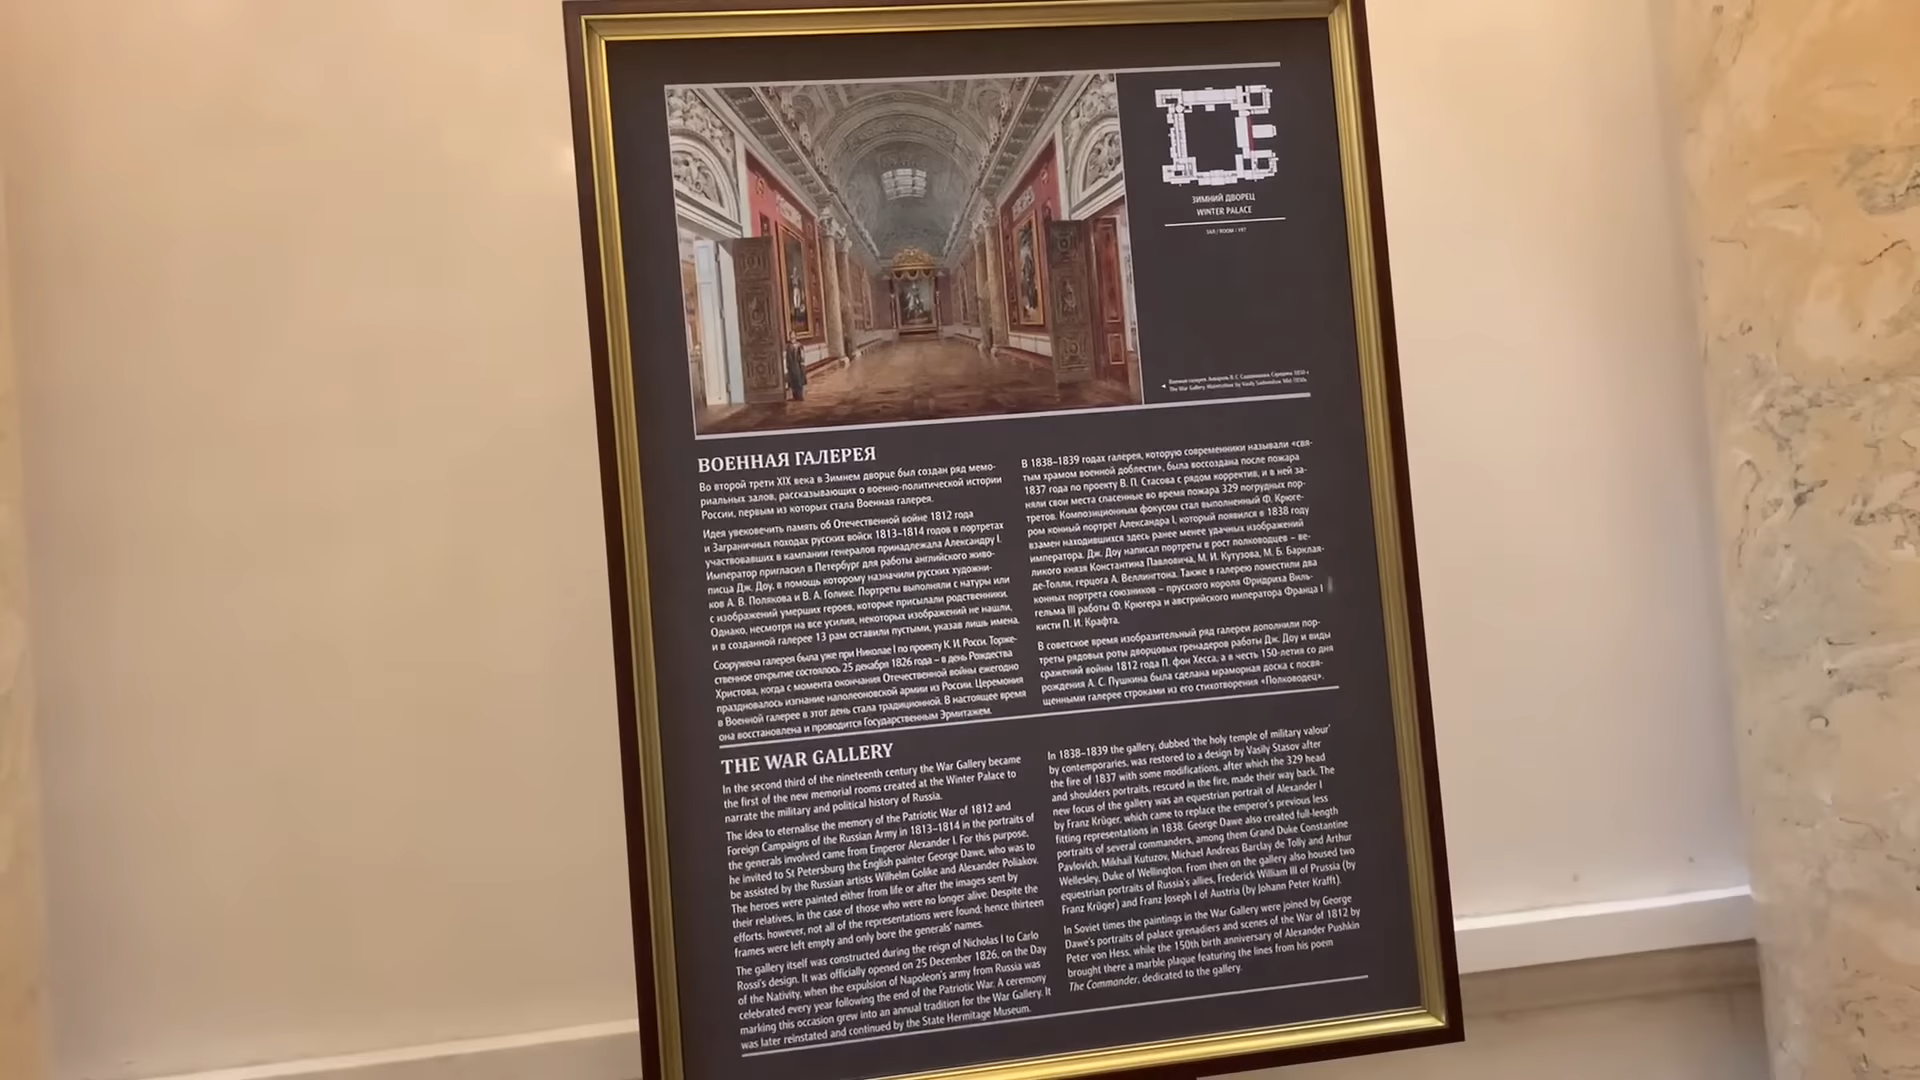 ЗИМНИЙ ДВОРЕЦ
WINTER PALACE
ЗАЛ / ROOM / 197
Военная галерея. Акварель В. С. Садовникова. Середина 1830-х
The War Gallery. Watercolour by Vasily Sadovnikov. Mid-1830s
ВОЕННАЯ ГАЛЕРЕЯ
Во второй трети XIX века в Зимнем дворце был создан ряд мемо-
риальных залов, рассказывающих о военно-политической истории
России, первым из которых стала Военная галерея.
Идея увековечить память об Отечественной войне 1812 года
и Заграничных походах русских войск 1813–1814 годов в портретах
участвовавших в кампании генералов принадлежала Александру I.
Император пригласил в Петербург для работы английского живо-
писца Дж. Доу, в помощь которому назначили русских художни-
ков А. В. Полякова и В. А. Голике. Портреты выполняли с натуры или
с изображений умерших героев, которые присылали родственники.
Однако, несмотря на все усилия, некоторых изображений не нашли,
и в созданной галерее 13 рам оставили пустыми, указав лишь имена.
Сооружена галерея была уже при Николае I по проекту К. И. Росси. Торже-
ственное открытие состоялось 25 декабря 1826 года – в день Рождества
Христова, когда с момента окончания Отечественной войны ежегодно
праздновалось изгнание наполеоновской армии из России. Церемония
в Военной галерее в этот день стала традиционной. В настоящее время
она восстановлена и проводится Государственным Эрмитажем.
В 1838–1839 годах галерея, которую современники называли «свя-
тым храмом военной доблести», была воссоздана после пожара
1837 года по проекту В. П. Стасова с рядом корректив, и в ней за-
няли свои места спасенные во время пожара 329 погрудных пор-
третов. Композиционным фокусом стал выполненный Ф. Крюге-
ром конный портрет Александра I, который появился в 1838 году
взамен находившихся здесь ранее менее удачных изображений
императора. Дж. Доу написал портреты в рост полководцев – ве-
ликого князя Константина Павловича, М. И. Кутузова, М. Б. Барклая-
де-Толли, герцога А. Веллингтона. Также в галерею поместили два
конных портрета союзников – прусского короля Фридриха Виль-
гельма III работы Ф. Крюгера и австрийского императора Франца I
кисти П. И. Крафта.
В советское время изобразительный ряд галереи дополнили пор-
треты рядовых роты дворцовых гренадеров работы Дж. Доу и виды
сражений войны 1812 года П. фон Хесса, а в честь 150-летия со дня
рождения А. С. Пушкина была сделана мраморная доска с посвя-
щенными галерее строками из его стихотворения «Полководец».
THE WAR GALLERY
In the second third of the nineteenth century the War Gallery became
the first of the new memorial rooms created at the Winter Palace to
narrate the military and political history of Russia.
The idea to eternalise the memory of the Patriotic War of 1812 and
Foreign Campaigns of the Russian Army in 1813–1814 in the portraits of
the generals involved came from Emperor Alexander I. For this purpose,
he invited to St Petersburg the English painter George Dawe, who was to
be assisted by the Russian artists Wilhelm Golike and Alexander Poliakov.
The heroes were painted either from life or after the images sent by
their relatives, in the case of those who were no longer alive. Despite the
efforts, however, not all of the representations were found; hence thirteen
frames were left empty and only bore the generals' names.
The gallery itself was constructed during the reign of Nicholas I to Carlo
Rossi's design. It was officially opened on 25 December 1826, on the Day
of the Nativity, when the expulsion of Napoleon's army from Russia was
celebrated every year following the end of the Patriotic War. A ceremony
marking this occasion grew into an annual tradition for the War Gallery. It
was later reinstated and continued by the State Hermitage Museum.
In 1838–1839 the gallery, dubbed 'the holy temple of military valour'
by contemporaries, was restored to a design by Vasily Stasov after
the fire of 1837 with some modifications, after which the 329 head
and shoulders portraits, rescued in the fire, made their way back. The
new focus of the gallery was an equestrian portrait of Alexander I
by Franz Krüger, which came to replace the emperor's previous less
fitting representations in 1838. George Dawe also created full-length
portraits of several commanders, among them Grand Duke Constantine
Pavlovich, Mikhail Kutuzov, Michael Andreas Barclay de Tolly and Arthur
Wellesley, Duke of Wellington. From then on the gallery also housed two
equestrian portraits of Russia's allies, Frederick William III of Prussia (by
Franz Krüger) and Franz Joseph I of Austria (by Johann Peter Krafft).
In Soviet times the paintings in the War Gallery were joined by George
Dawe's portraits of palace grenadiers and scenes of the War of 1812 by
Peter von Hess, while the 150th birth anniversary of Alexander Pushkin
brought there a marble plaque featuring the lines from his poem
The Commander, dedicated to the gallery.